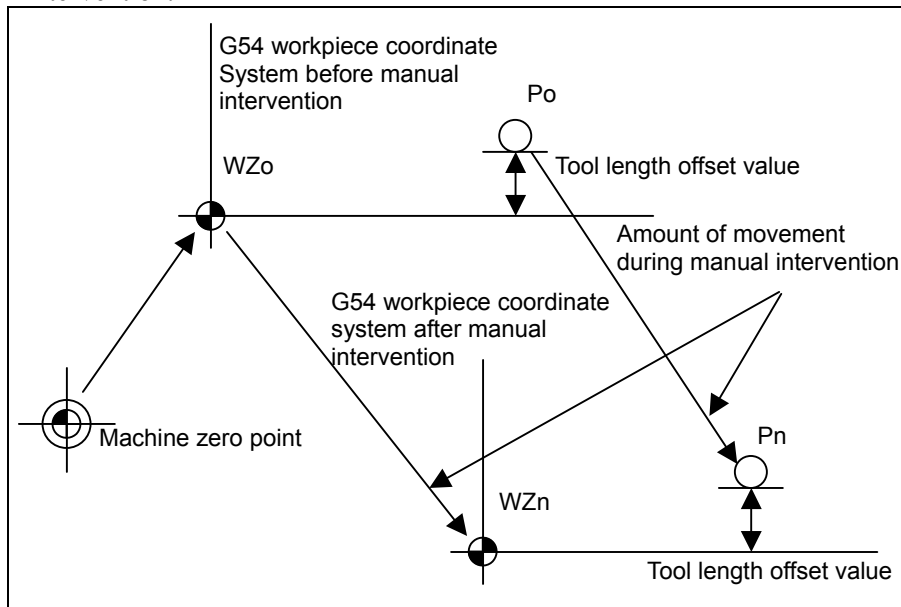 G54 workpiece coordinate
System before manual
intervention
Po
WZo
Tool length offset value
Amount of movement
during manual intervention
G54 workpiece coordinate
system after manual
intervention
Machine zero point
Pn
WZn
Tool length offset value